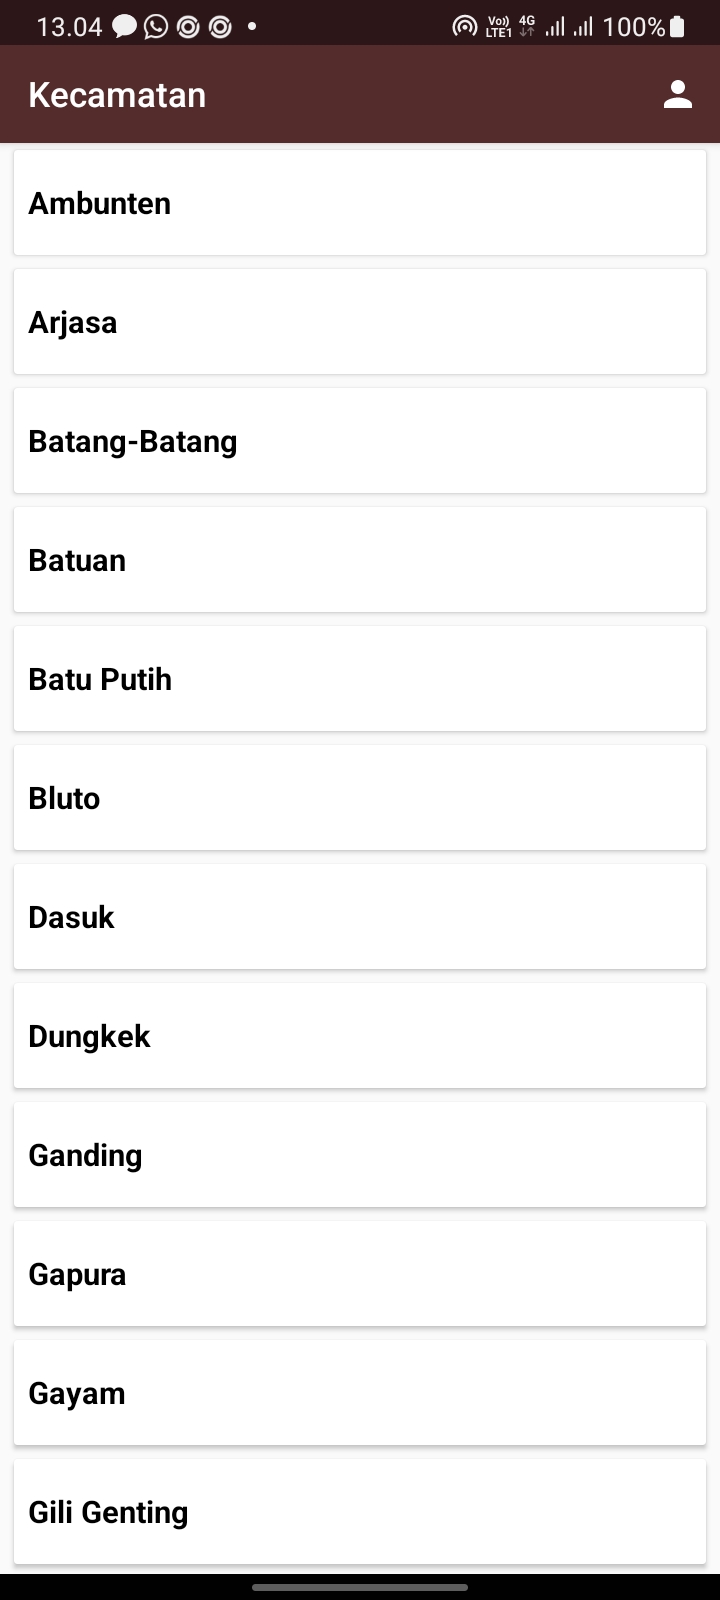 13.04 Vo)) LTE1 4G 100%
Kecamatan
Ambunten
Arjasa
Batang-Batang
Batuan
Batu Putih
Bluto
Dasuk
Dungkek
Ganding
Gapura
Gayam
Gili Genting